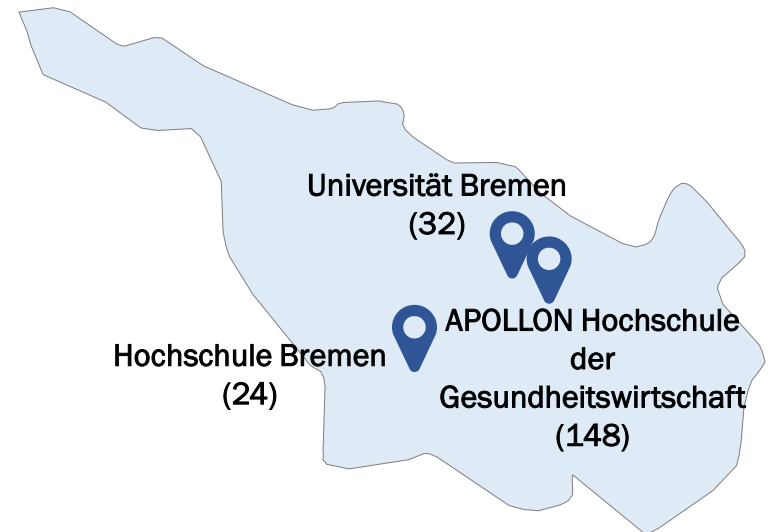 Universität Bremen
(32)
APOLLON Hochschule
der
Gesundheitswirtschaft
(148)
Hochschule Bremen
(24)